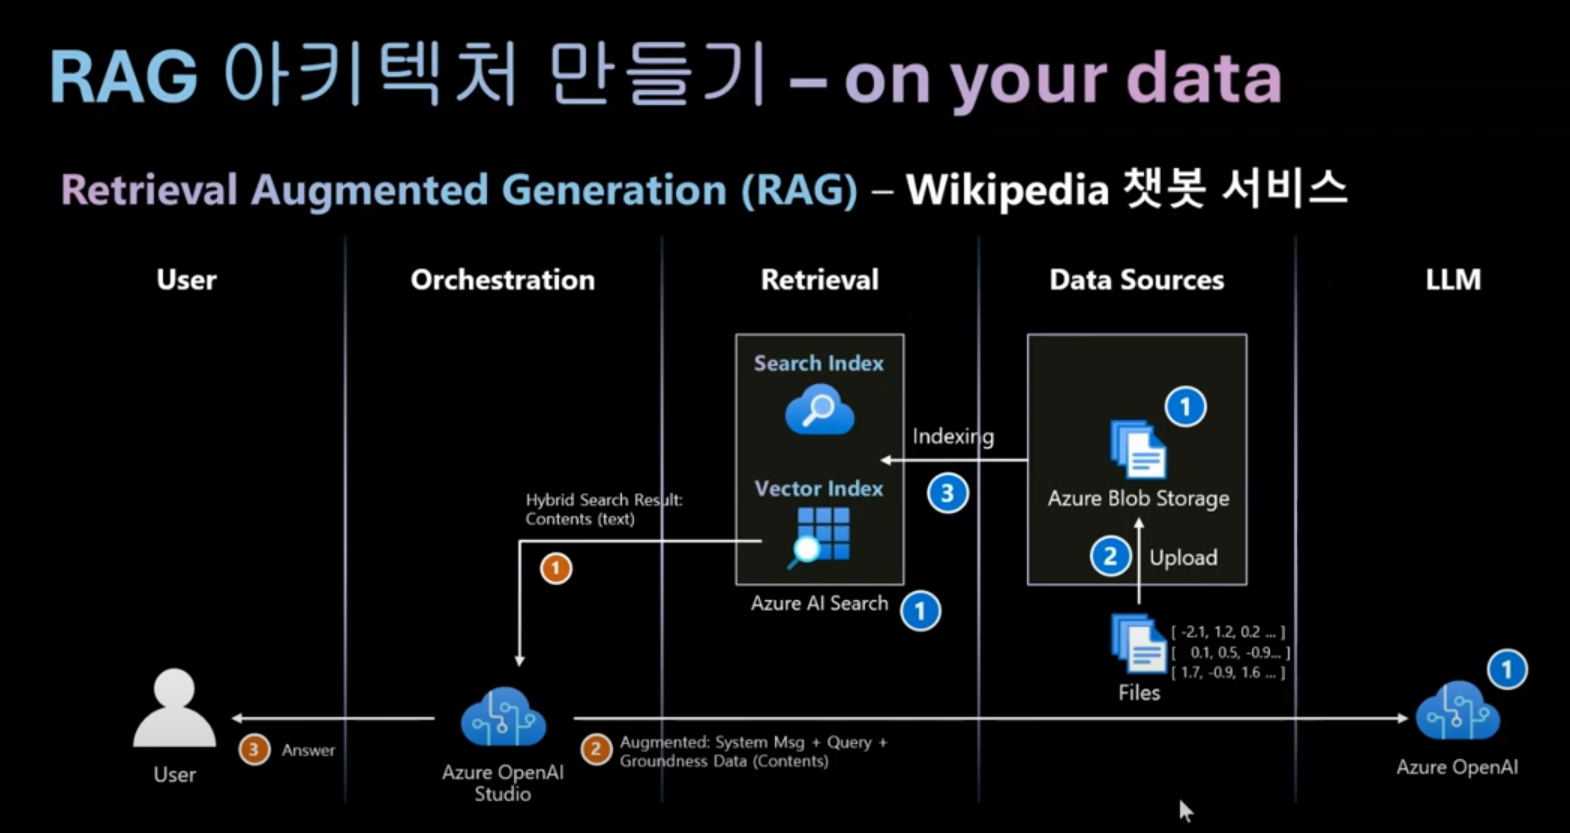 RAG 아키텍처 만들기 – on your data
Retrieval Augmented Generation (RAG) – Wikipedia 챗봇 서비스
User
Orchestration
Retrieval
Data Sources
LLM
Search Index
1
Indexing
3
Vector Index
Azure Blob Storage
Hybrid Search Result:
Contents (text)
1
2
Upload
Azure AI Search
1
[ -2.1, 1.2, 0.2 ... ]
[ 0.1, 0.5, -0.9... ]
[ 1.7, -0.9, 1.6 ... ]
Files
1
3
Answer
2
Augmented: System Msg + Query +
Groundness Data (Contents)
User
Azure OpenAI
Studio
Azure OpenAI